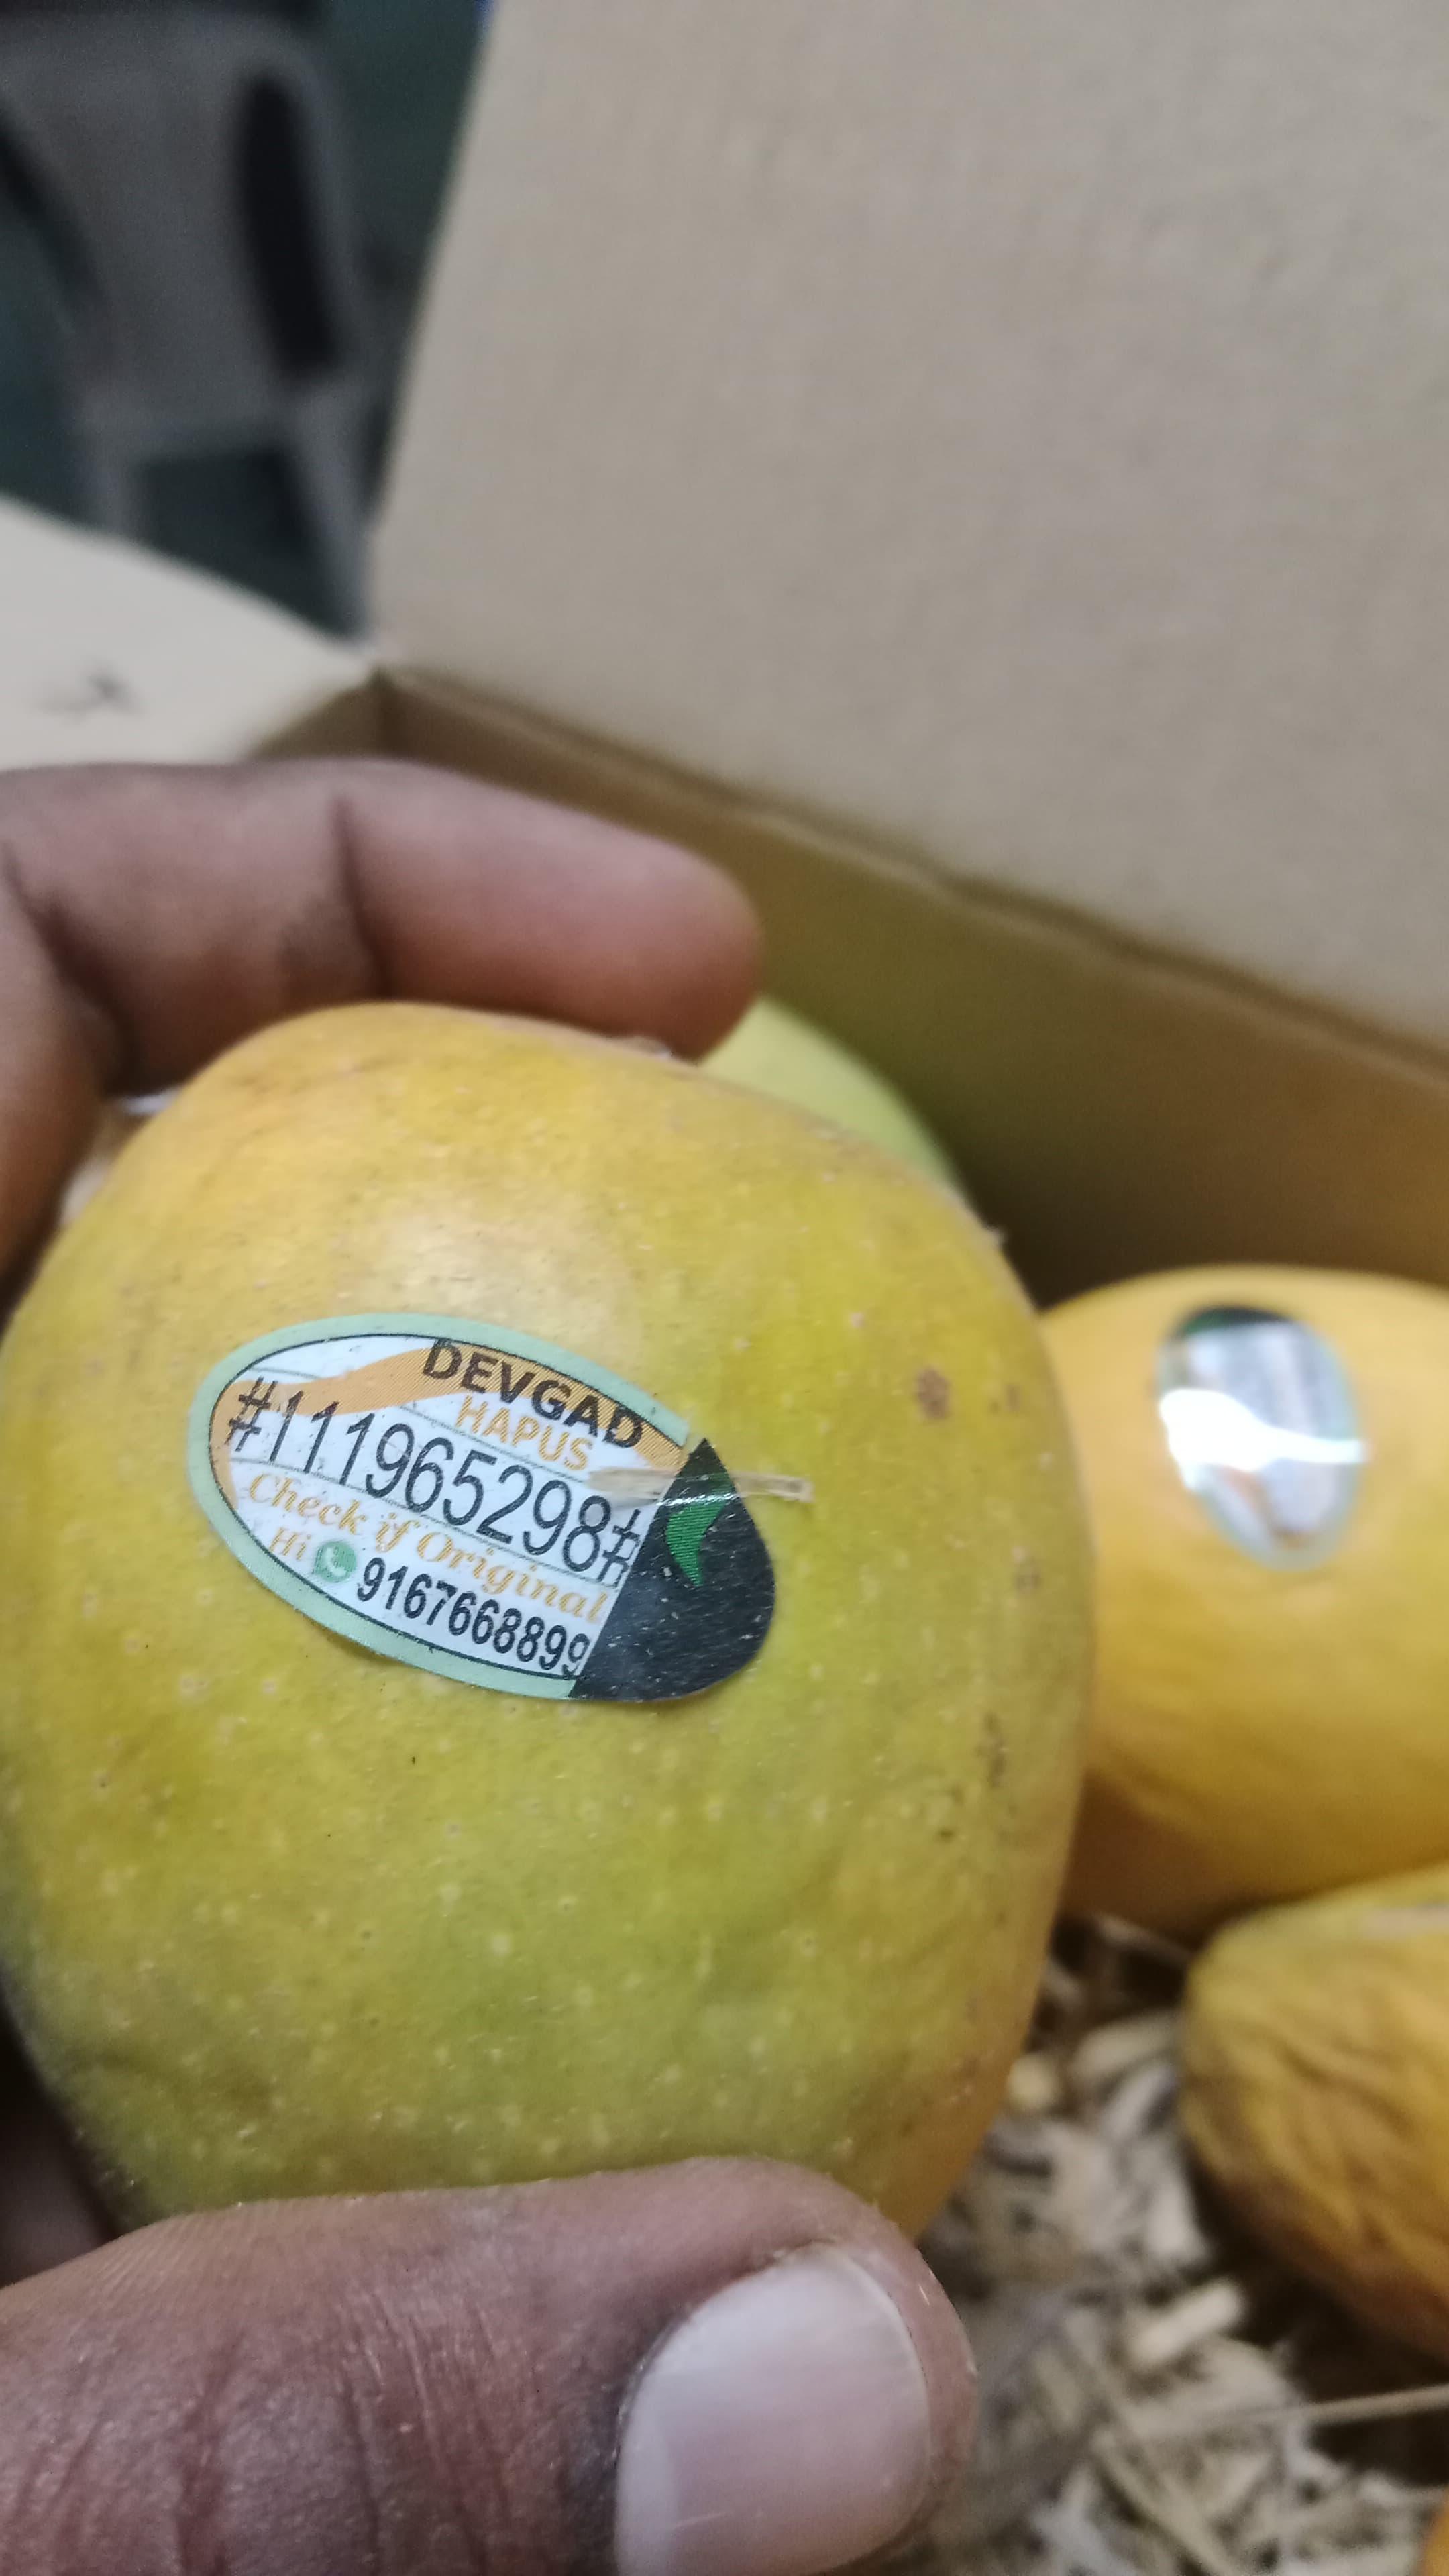 DEVGAD
HAPUS
#111965298#
Check if Original
Hi 9167668899